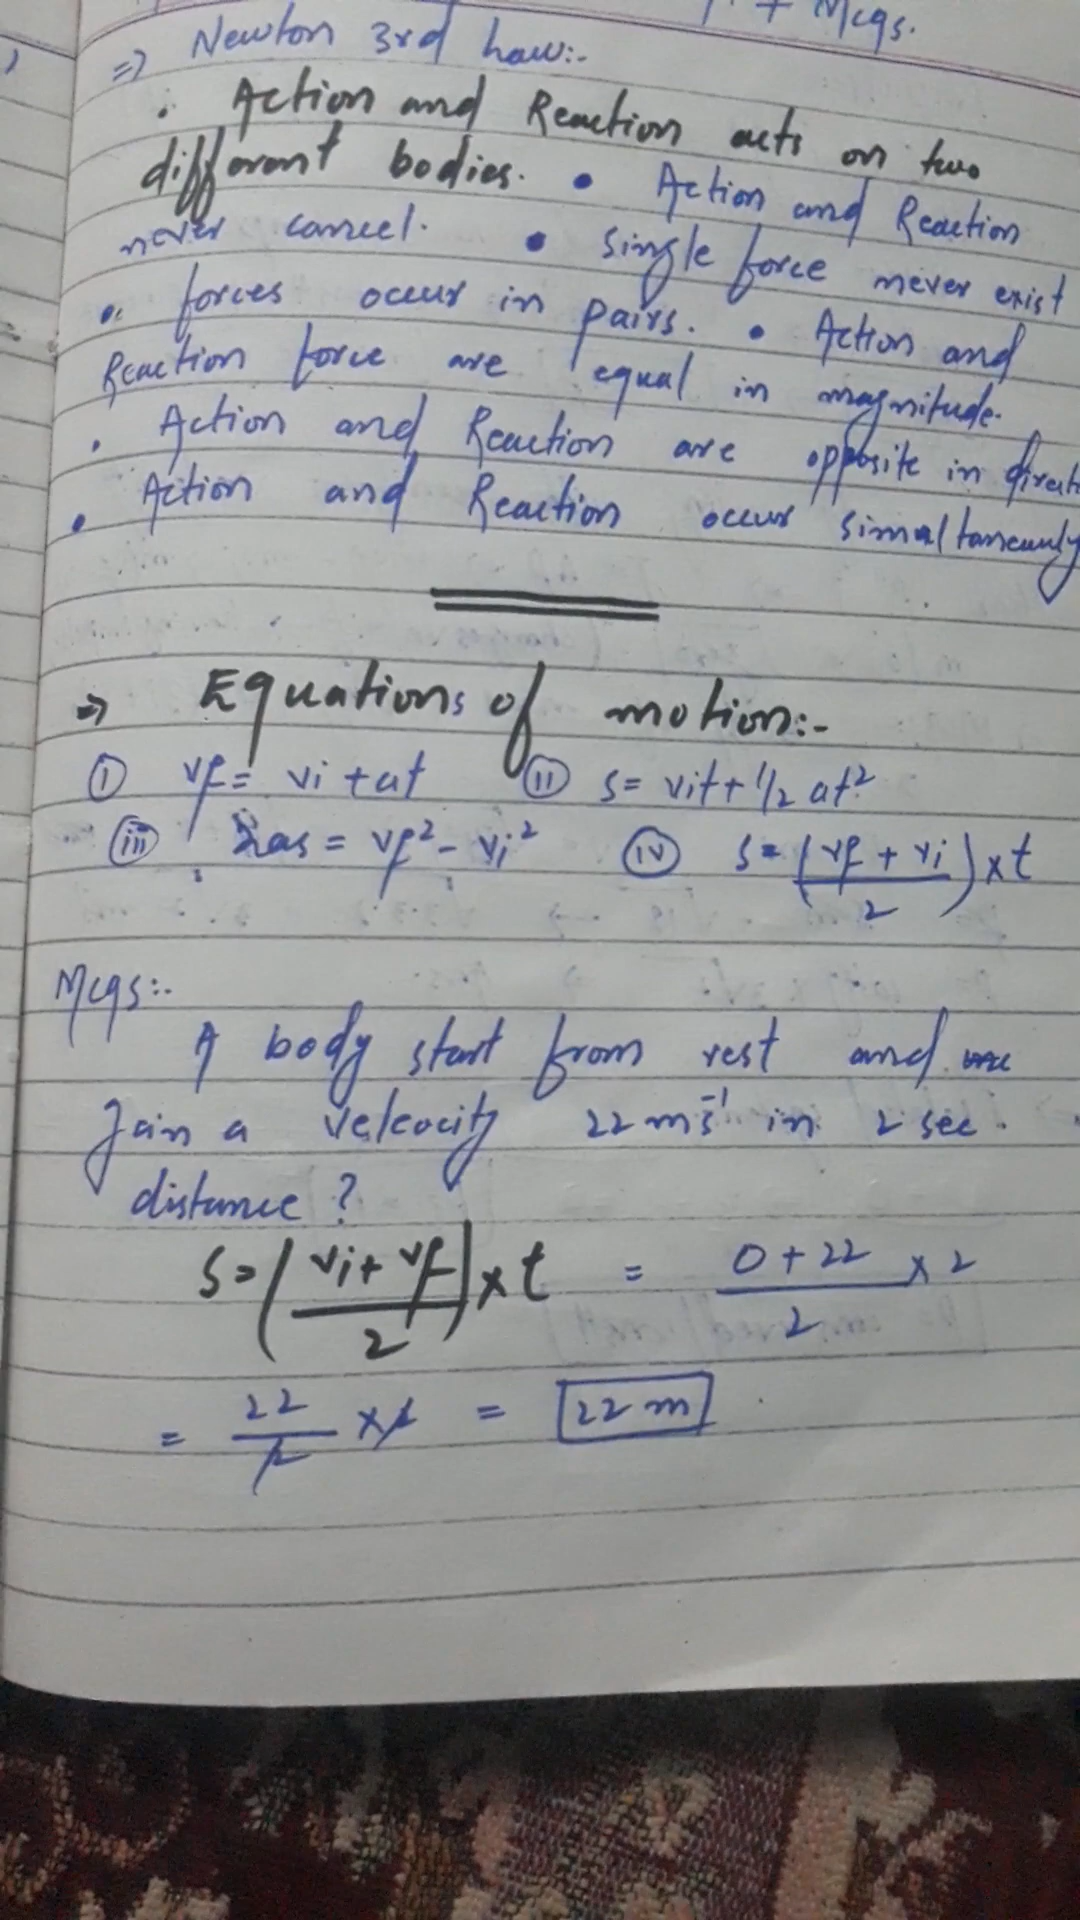 + Mcqs.
=> Newton 3rd Law:-
. Action and Reaction acts on two
different bodies. • Action and Reaction
never cancel. • Single force never exist
• forces occur in pairs. • Action and
Reaction force are equal in magnitude.
• Action and Reaction are opposite in direct
• Action and Reaction occur simaltaneuuly
=> Equations of motion:-
(i) vf = vi + at (ii) s = vit + 1/2 at²
(iii) 2as = vf² - vi² (iv) s = (vf + vi / 2) x t
Mcqs:-
A body start from rest and
gain a velcocity 22 ms⁻¹ in 2 sec.
distance ?
S = (vi + vf / 2) x t = 0 + 22 / 2 x 2
= 22 / 2 x 2 = 22 m